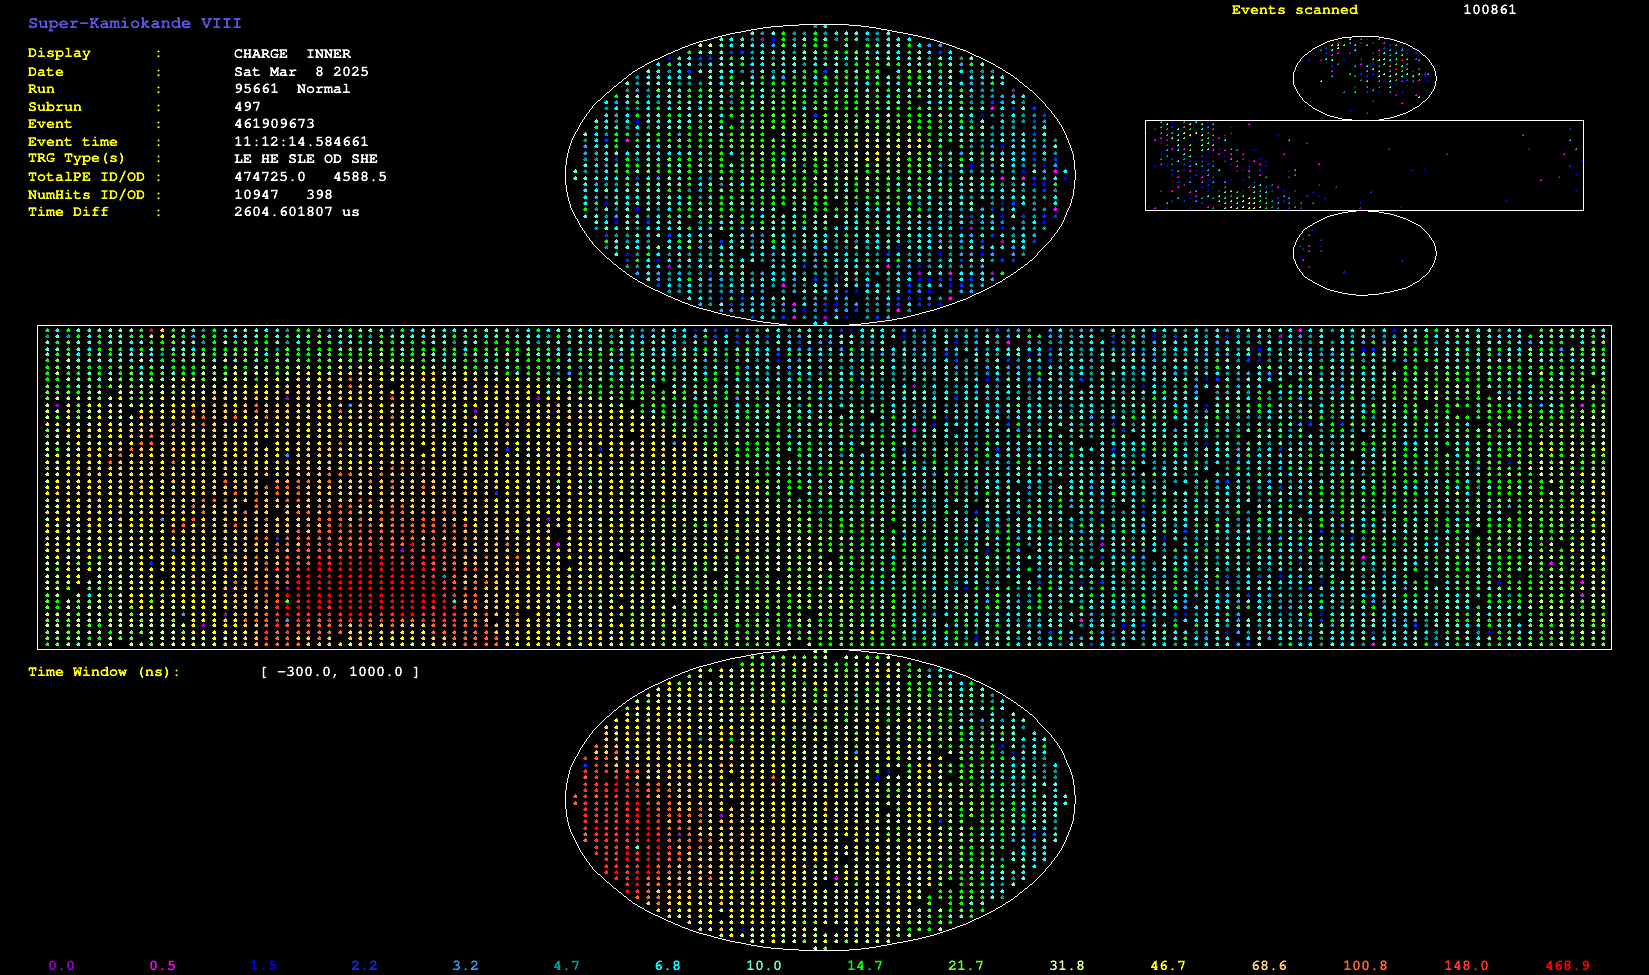 Super-Kamiokande VIII
Events scanned 100861
Display : CHARGE INNER
Date : Sat Mar 8 2025
Run : 95661 Normal
Subrun : 497
Event : 461909673
Event time : 11:12:14.584661
TRG Type(s) : LE HE SLE OD SHE
TotalPE ID/OD : 474725.0 4588.5
NumHits ID/OD : 10947 398
Time Diff : 2604.601807 us
Time Window (ns): [ -300.0, 1000.0 ]
0.0 0.5 1.5 2.2 3.2 4.7 6.8 10.0 14.7 21.7 31.8 46.7 68.6 100.8 148.0 468.9